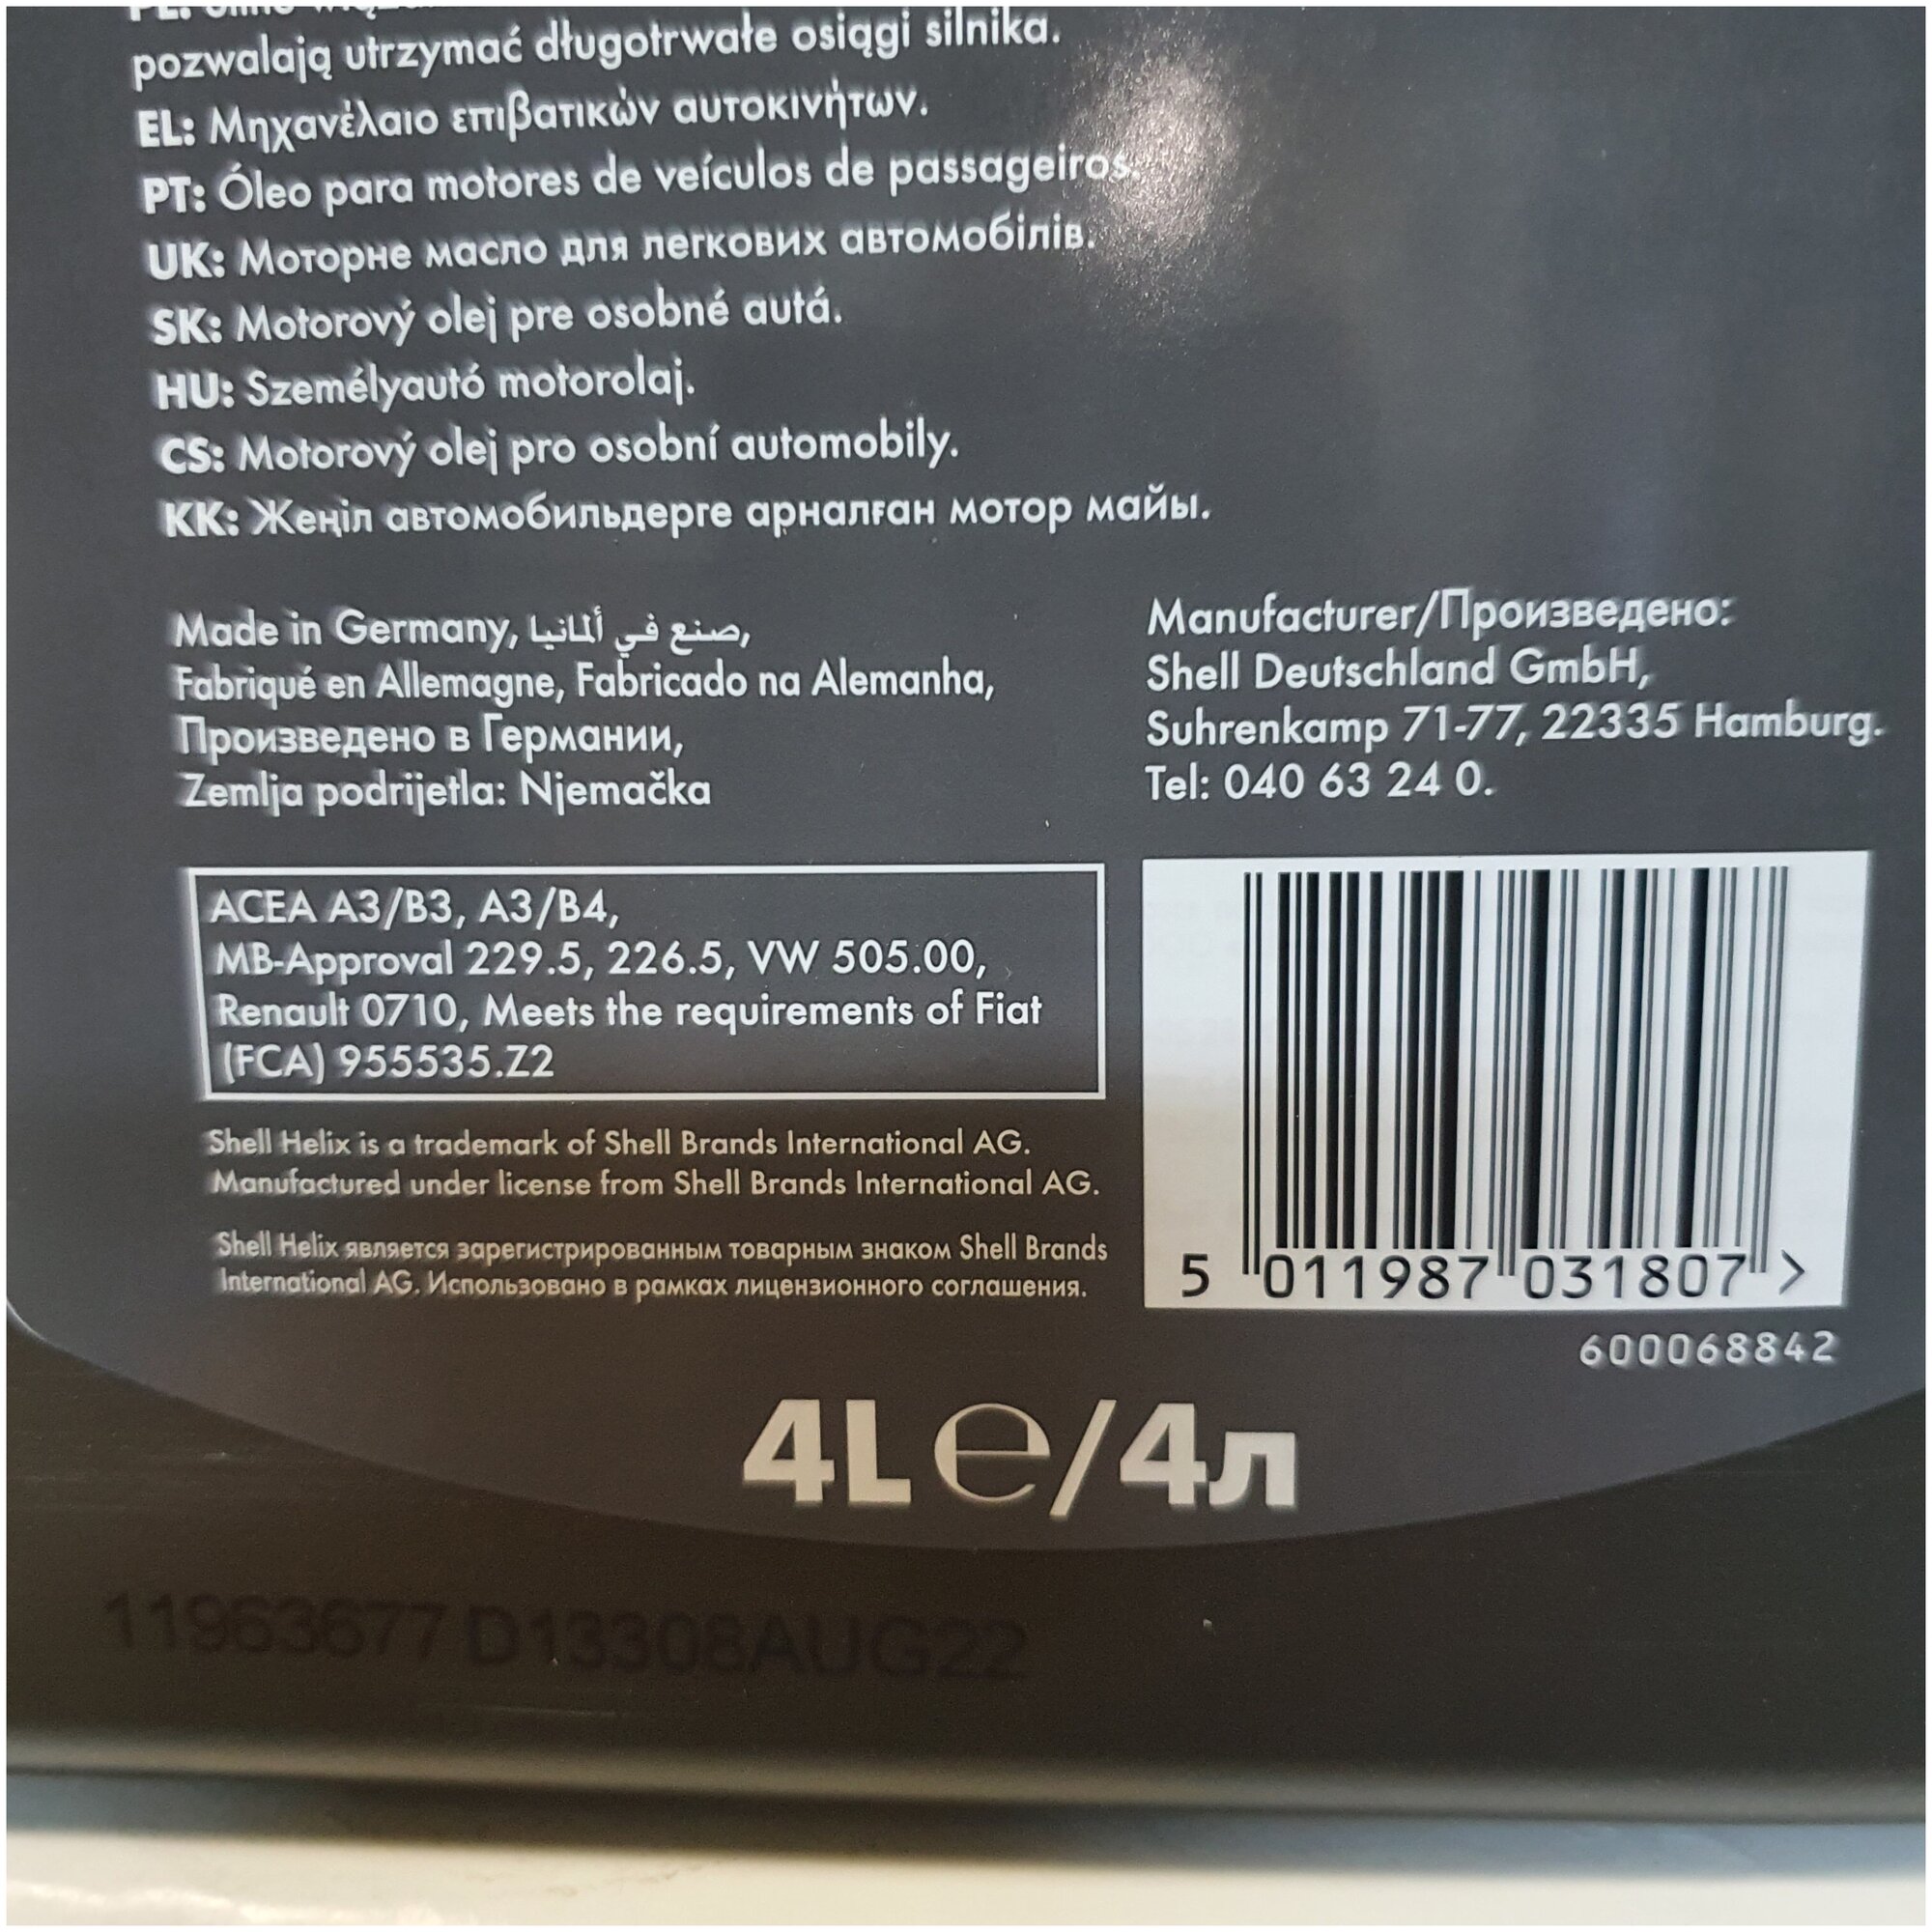 pozwalają utrzymać długotrwałe osiągi silnika.
EL: Μηχανέλαιο επιβατικών αυτοκινήτων.
PT: Óleo para motores de veículos de passageiros.
UK: Моторне масло для легкових автомобілів.
SK: Motorový olej pre osobné autá.
HU: Személyautó motorolaj.
CS: Motorový olej pro osobní automobily.
KK: Жеңіл автомобильдерге арналған мотор майы.
Made in Germany, صنع في ألمانيا,
Fabriqué en Allemagne, Fabricado na Alemanha,
Произведено в Германии,
Zemlja podrijetla: Njemačka
Manufacturer/Произведено:
Shell Deutschland GmbH,
Suhrenkamp 71-77, 22335 Hamburg.
Tel: 040 63 24 0.
ACEA A3/B3, A3/B4,
MB-Approval 229.5, 226.5, VW 505.00,
Renault 0710, Meets the requirements of Fiat
(FCA) 955535.Z2
Shell Helix is a trademark of Shell Brands International AG.
Manufactured under license from Shell Brands International AG.
Shell Helix является зарегистрированным товарным знаком Shell Brands
International AG. Использовано в рамках лицензионного соглашения.
5 011987 031807 >
600068842
4L e/4л
11963677 D13308AUG22